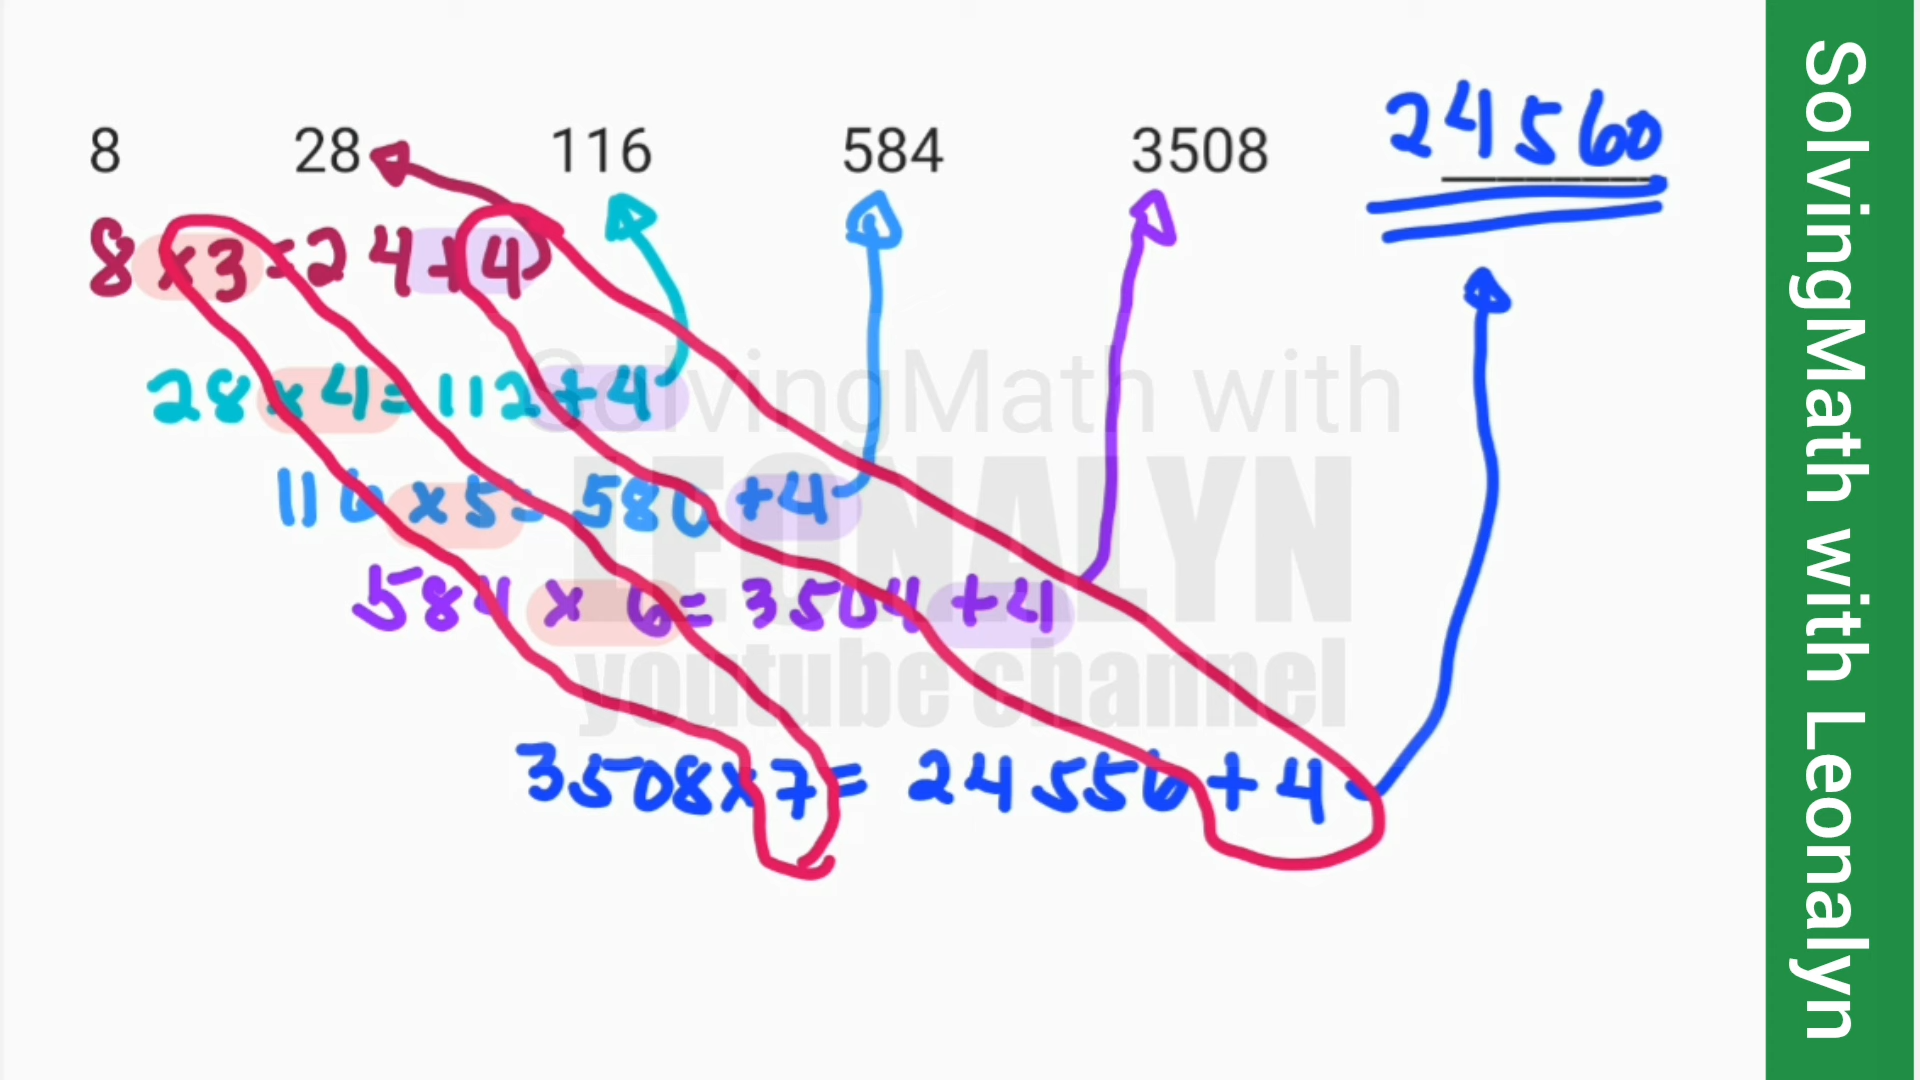 8 28 116 584 3508 24560
8×3=24+4
28×4=112+4
116×5=580+4
584×6=3504+4
3508×7=24556+4
SolvingMath with
LEONALYN
youtube channel
SolvingMath with Leonalyn